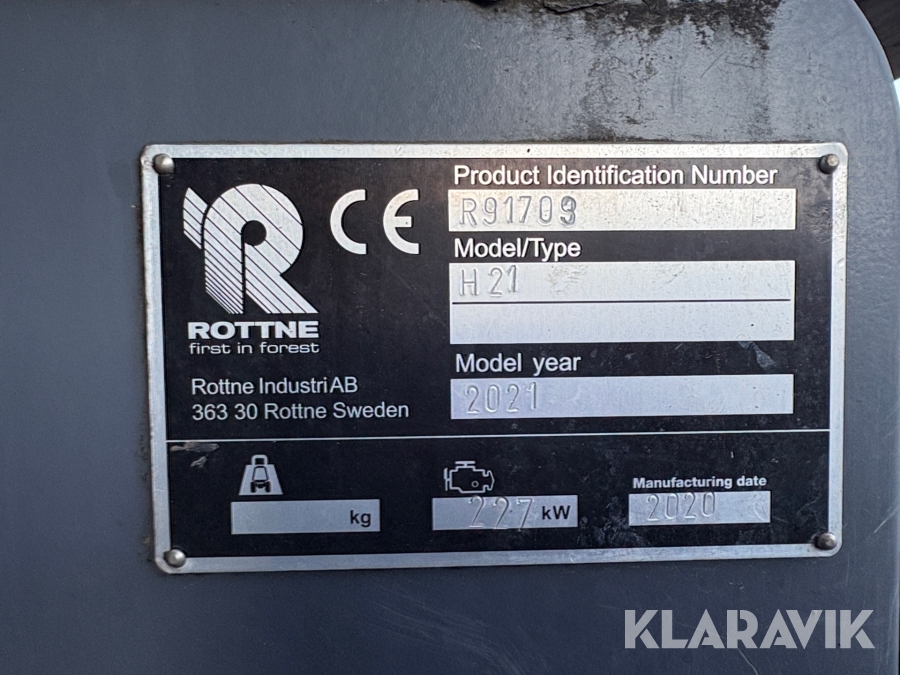 ROTTNE
first in forest
Rottne Industri AB
363 30 Rottne Sweden
CE
Product Identification Number
R91709
Model/Type
H21
Model year
2021
kg
227 kW
Manufacturing date
2020
KLARAVIK